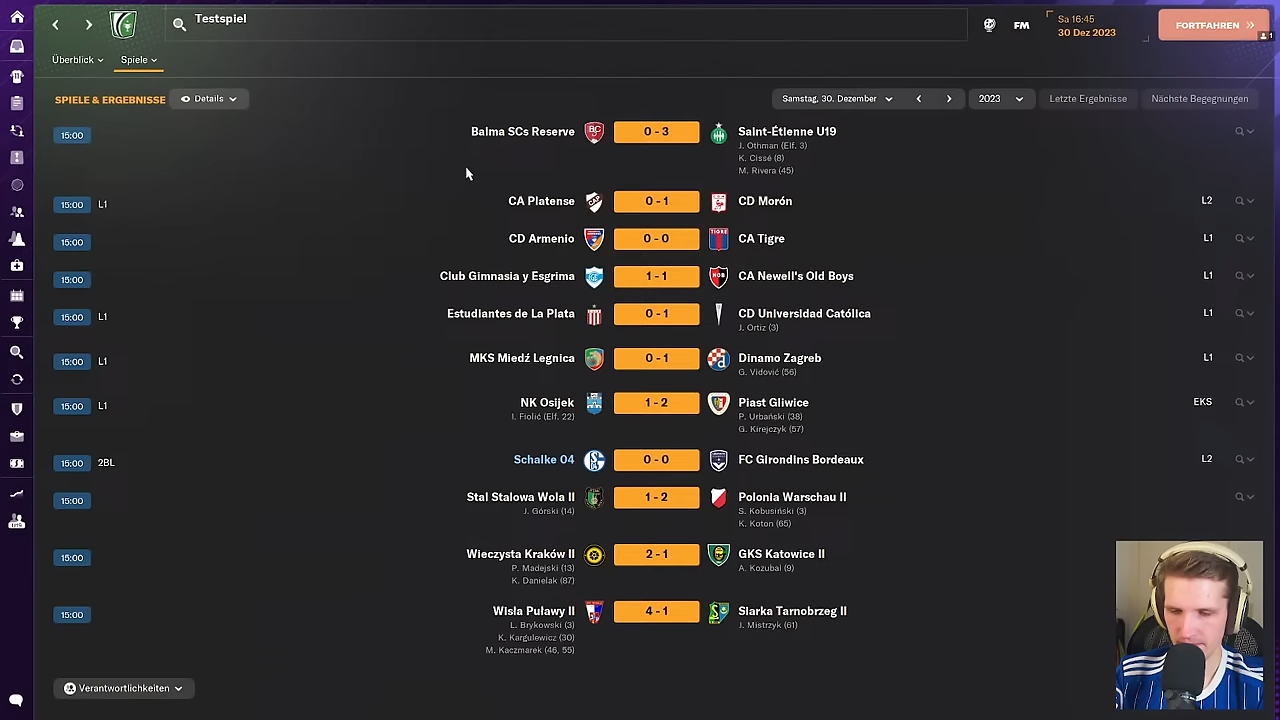 Testspiel
FM
Sa 16:45
30 Dez 2023
FORTFAHREN
1
Überblick
Spiele
SPIELE & ERGEBNISSE
Details
Samstag, 30. Dezember
2023
Letzte Ergebnisse
Nächste Begegnungen
15:00 Balma SCs Reserve 0 - 3 Saint-Étienne U19
J. Othman (Elf. 3)
K. Cissé (8)
M. Rivera (45)
15:00 L1 CA Platense 0 - 1 CD Morón L2
15:00 CD Armenio 0 - 0 CA Tigre L1
15:00 Club Gimnasia y Esgrima 1 - 1 CA Newell's Old Boys L1
15:00 L1 Estudiantes de La Plata 0 - 1 CD Universidad Católica L1
J. Ortiz (3)
15:00 L1 MKS Miedź Legnica 0 - 1 Dinamo Zagreb L1
G. Vidović (56)
15:00 L1 NK Osijek 1 - 2 Piast Gliwice EKS
I. Fiolić (Elf. 22) P. Urbański (38)
G. Kirejczyk (57)
15:00 2BL Schalke 04 0 - 0 FC Girondins Bordeaux L2
15:00 Stal Stalowa Wola II 1 - 2 Polonia Warschau II
J. Górski (14) S. Kobusiński (3)
K. Koton (65)
15:00 Wieczysta Kraków II 2 - 1 GKS Katowice II
P. Madejski (13) A. Kozubal (9)
K. Danielak (87)
15:00 Wisła Puławy II 4 - 1 Siarka Tarnobrzeg II
L. Brykowski (3) J. Mistrzyk (61)
K. Kargulewicz (30)
M. Kaczmarek (46, 55)
Verantwortlichkeiten